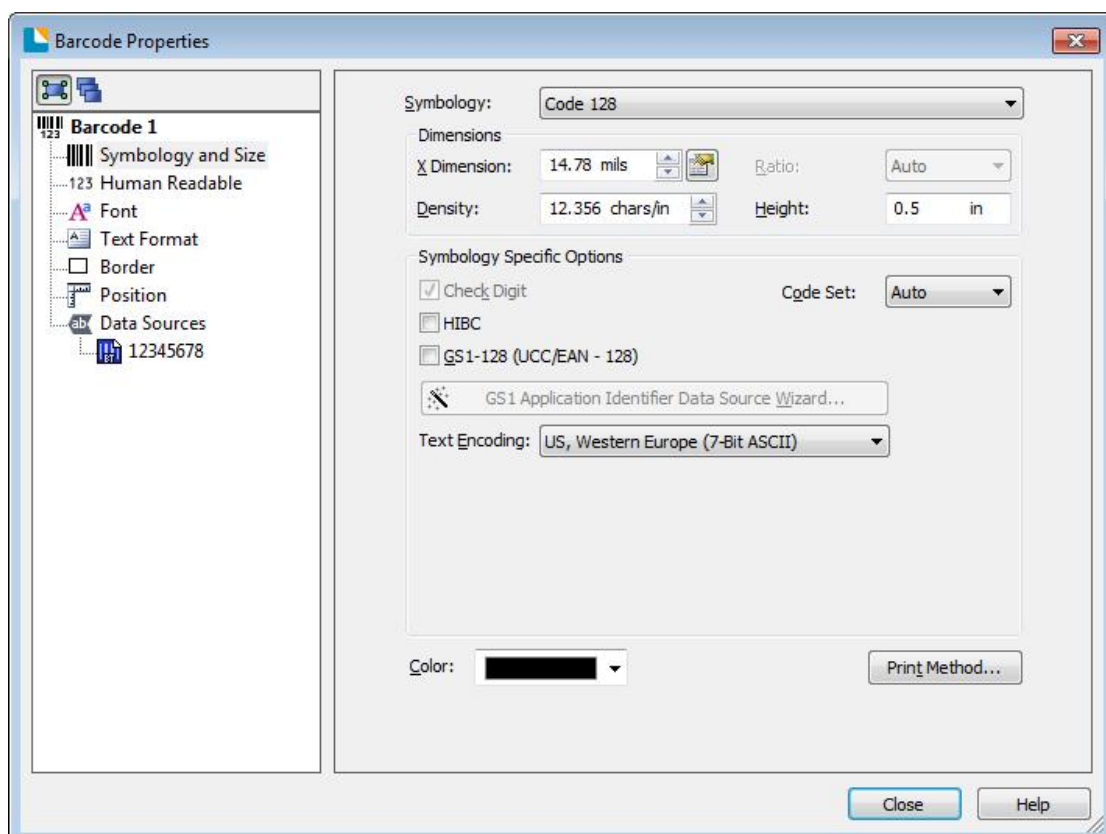 Barcode Properties
Barcode 1
Symbology and Size
123 Human Readable
Font
Text Format
Border
Position
Data Sources
12345678
Symbology: Code 128
Dimensions
X Dimension: 14.78 mils Ratio: Auto
Density: 12.356 chars/in Height: 0.5 in
Symbology Specific Options
Check Digit Code Set: Auto
HIBC
GS1-128 (UCC/EAN - 128)
GS1 Application Identifier Data Source Wizard...
Text Encoding: US, Western Europe (7-Bit ASCII)
Color: Print Method...
Close Help